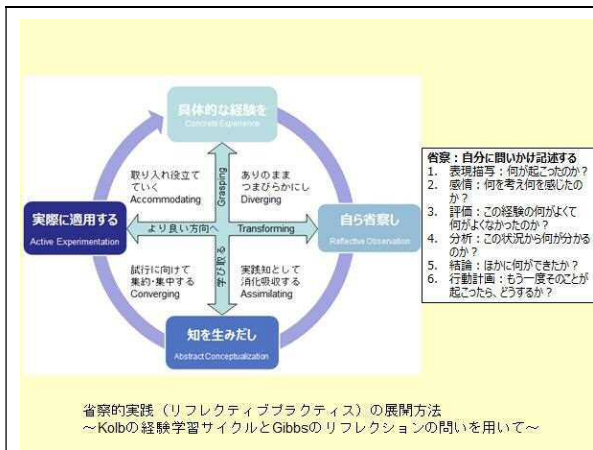 具体的な経験を
Concrete Experience
取り入れ役立て
ていく
Accommodating
ありのまま
つまびらかにし
Diverging
Grasping
実際に適用する
Active Experimentation
より良い方向へ
Transforming
自ら省察し
Reflective Observation
学び取る
試行に向けて
集約・集中する
Converging
実践知として
消化吸収する
Assimilating
知を生みだし
Abstract Conceptualization
省察：自分に問いかけ記述する
1. 表現描写：何が起こったのか？
2. 感情：何を考え何を感じたの
か？
3. 評価：この経験の何がよくて
何がよくなかったのか？
4. 分析：この状況から何が分かる
のか？
5. 結論：ほかに何ができたか？
6. 行動計画：もう一度そのことが
起こったら、どうするか？
省察的実践（リフレクティブプラクティス）の展開方法
～Kolbの経験学習サイクルとGibbsのリフレクションの問いを用いて～